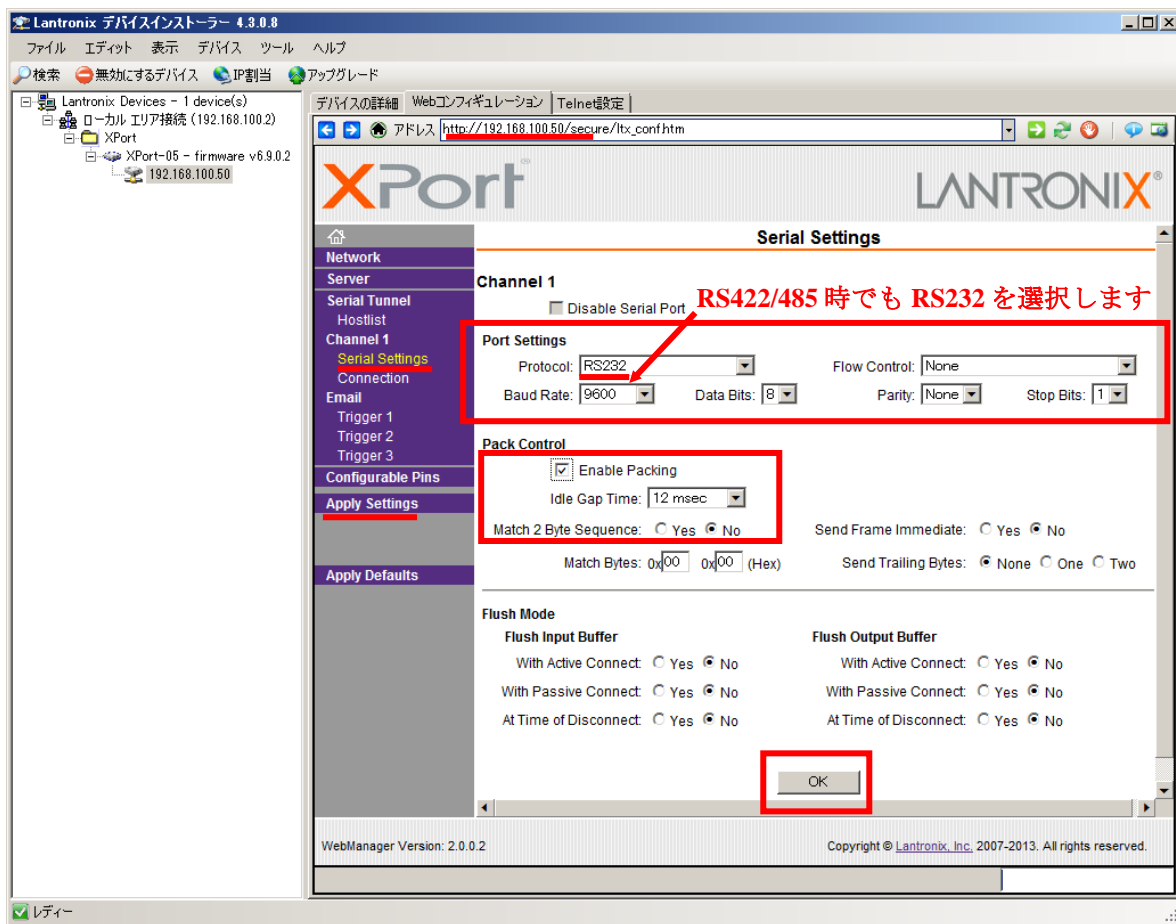 Lantronix デバイスインストーラー 4.3.0.8
ファイル エディット 表示 デバイス ツール ヘルプ
検索 無効にするデバイス IP割当 アップグレード
Lantronix Devices - 1 device(s)
ローカル エリア接続 (192.168.100.2)
XPort
XPort-05 - firmware v6.9.0.2
192.168.100.50
デバイスの詳細 Webコンフィギュレーション Telnet設定
アドレス http://192.168.100.50/secure/ltx_conf.htm
XPort® LANTRONIX®
Network
Server
Serial Tunnel
Hostlist
Channel 1
Serial Settings
Connection
Email
Trigger 1
Trigger 2
Trigger 3
Configurable Pins
Apply Settings
Apply Defaults
Serial Settings
Channel 1
Disable Serial Port
RS422/485 時でも RS232 を選択します
Port Settings
Protocol: RS232 Flow Control: None
Baud Rate: 9600 Data Bits: 8 Parity: None Stop Bits: 1
Pack Control
Enable Packing
Idle Gap Time: 12 msec
Match 2 Byte Sequence: Yes No Send Frame Immediate: Yes No
Match Bytes: 0x00 0x00 (Hex) Send Trailing Bytes: None One Two
Flush Mode
Flush Input Buffer Flush Output Buffer
With Active Connect: Yes No With Active Connect: Yes No
With Passive Connect: Yes No With Passive Connect: Yes No
At Time of Disconnect: Yes No At Time of Disconnect: Yes No
OK
WebManager Version: 2.0.0.2 Copyright © Lantronix, Inc. 2007-2013. All rights reserved.
レディー